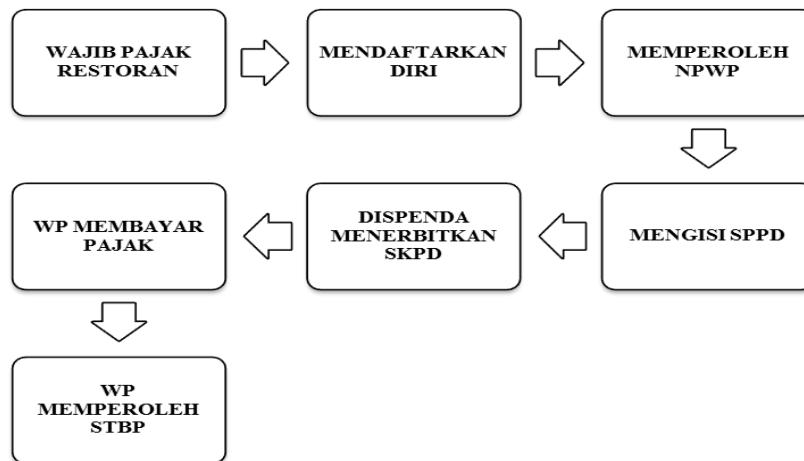 WAJIB PAJAK
RESTORAN
MENDAFTARKAN
DIRI
MEMPEROLEH
NPWP
MENGISI SPPD
DISPENDA
MENERBITKAN
SKPD
WP MEMBAYAR
PAJAK
WP
MEMPEROLEH
STBP